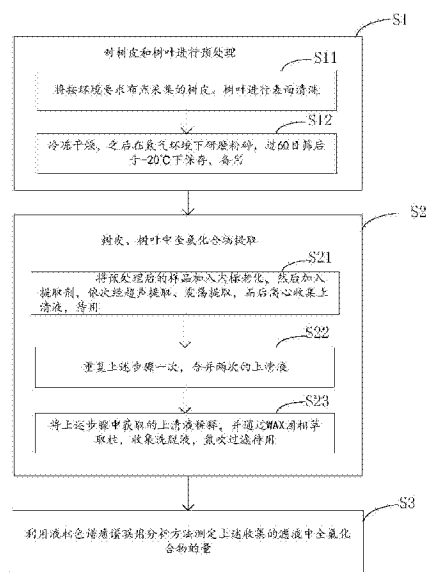 S1
对树皮和树叶进行预处理
S11
将按环境要求布点采集的树皮、树叶进行表面清洗
S12
冷冻干燥，之后在氮气环境下研磨粉碎，过60目筛后
于-20℃下保存、备用
S2
树皮、树叶中全氟化合物提取
S21
将预处理后的样品加入内标老化，然后加入
提取剂，依次经超声提取、震荡提取，最后离心收集上
清液，待用
S22
重复上述步骤一次，合并两次的上清液
S23
将上述步骤中获取的上清液稀释，并通过WAX固相萃
取柱，收集洗脱液，氮吹过滤待用
S3
利用液相色谱质谱联用分析方法测定上述收集的滤液中全氟化
合物的量